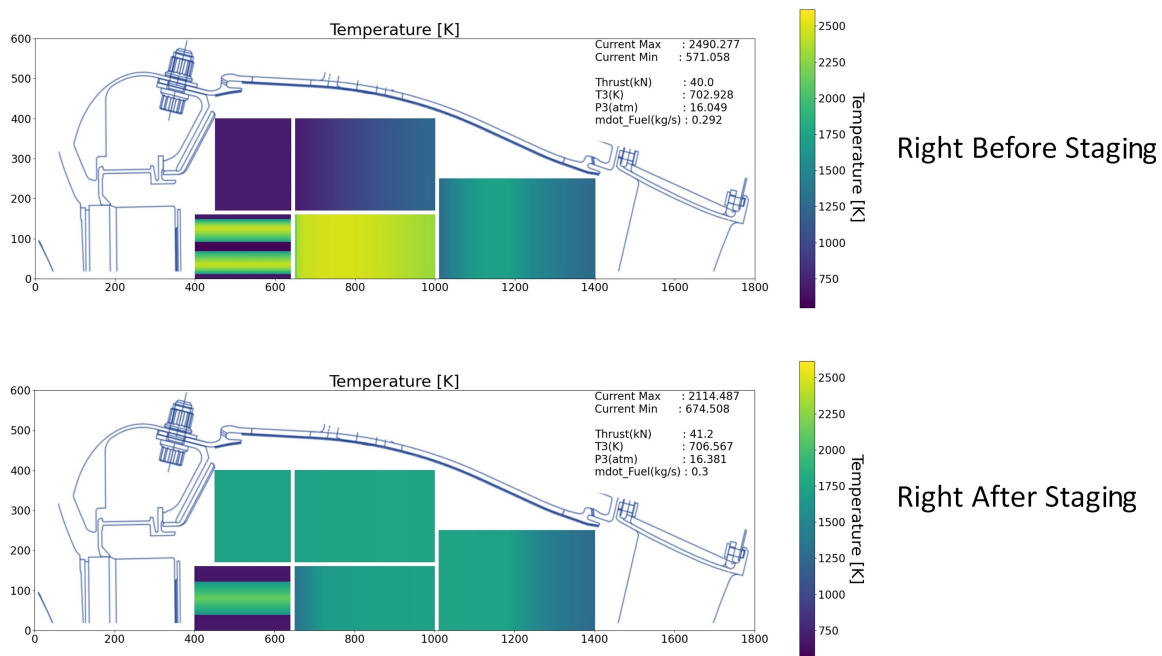 Temperature [K]
600
500
400
300
200
100
0
0 200 400 600 800 1000 1200 1400 1600 1800
Current Max : 2490.277
Current Min : 571.058
Thrust(kN) : 40.0
T3(K) : 702.928
P3(atm) : 16.049
mdot_Fuel(kg/s) : 0.292
2500
2250
2000
1750
1500
1250
1000
750
Temperature [K]
Right Before Staging
Temperature [K]
600
500
400
300
200
100
0
0 200 400 600 800 1000 1200 1400 1600 1800
Current Max : 2114.487
Current Min : 674.508
Thrust(kN) : 41.2
T3(K) : 706.567
P3(atm) : 16.381
mdot_Fuel(kg/s) : 0.3
2500
2250
2000
1750
1500
1250
1000
750
Temperature [K]
Right After Staging